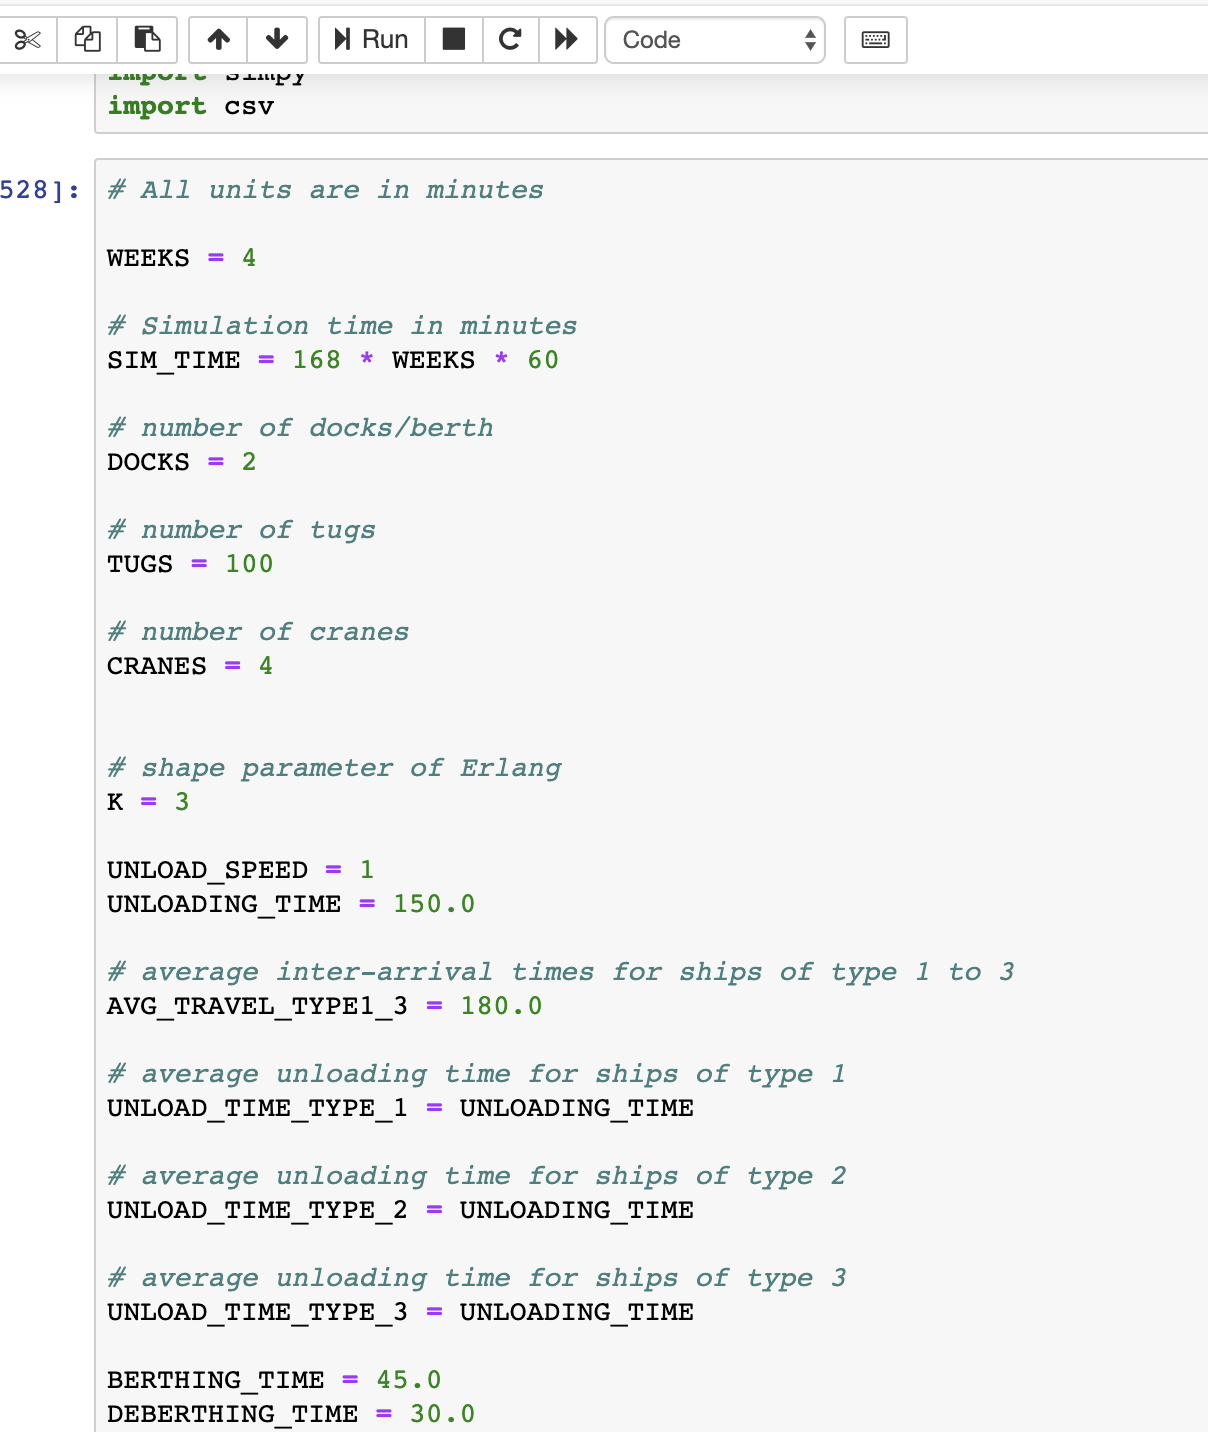 Run Code
import simpy
import csv
528]:
# All units are in minutes
WEEKS = 4
# Simulation time in minutes
SIM_TIME = 168 * WEEKS * 60
# number of docks/berth
DOCKS = 2
# number of tugs
TUGS = 100
# number of cranes
CRANES = 4
# shape parameter of Erlang
K = 3
UNLOAD_SPEED = 1
UNLOADING_TIME = 150.0
# average inter-arrival times for ships of type 1 to 3
AVG_TRAVEL_TYPE1_3 = 180.0
# average unloading time for ships of type 1
UNLOAD_TIME_TYPE_1 = UNLOADING_TIME
# average unloading time for ships of type 2
UNLOAD_TIME_TYPE_2 = UNLOADING_TIME
# average unloading time for ships of type 3
UNLOAD_TIME_TYPE_3 = UNLOADING_TIME
BERTHING_TIME = 45.0
DEBERTHING_TIME = 30.0